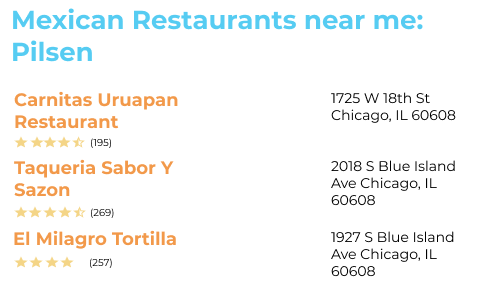 Mexican Restaurants near me:
Pilsen
Carnitas Uruapan
Restaurant
(195)
1725 W 18th St
Chicago, IL 60608
Taqueria Sabor Y
Sazon
(269)
2018 S Blue Island
Ave Chicago, IL
60608
El Milagro Tortilla
(257)
1927 S Blue Island
Ave Chicago, IL
60608